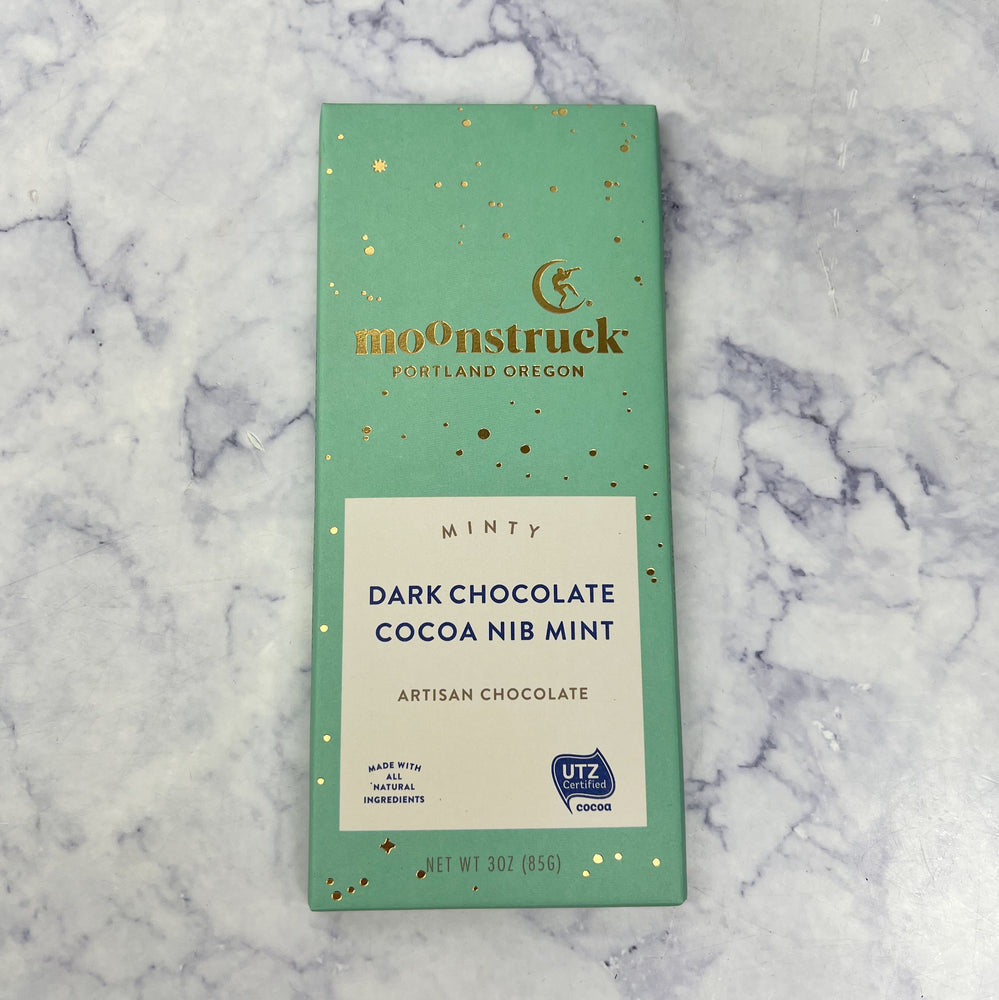 moonstruck
PORTLAND OREGON
MINTY
DARK CHOCOLATE
COCOA NIB MINT
ARTISAN CHOCOLATE
MADE WITH
ALL
NATURAL
INGREDIENTS
UTZ
Certified
cocoa
NET WT 3OZ (85G)